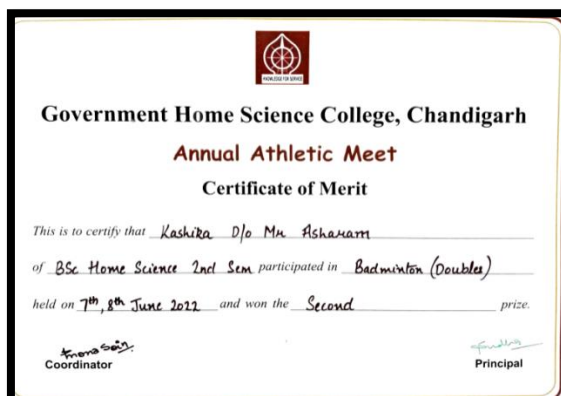 KNOWLEDGE FOR SERVICE
Government Home Science College, Chandigarh
Annual Athletic Meet
Certificate of Merit
This is to certify that Kashika D/o Mr Asharam
of BSc Home Science 2nd Sem participated in Badminton (Doubles)
held on 7th, 8th June 2022 and won the Second prize.
Coordinator
Principal